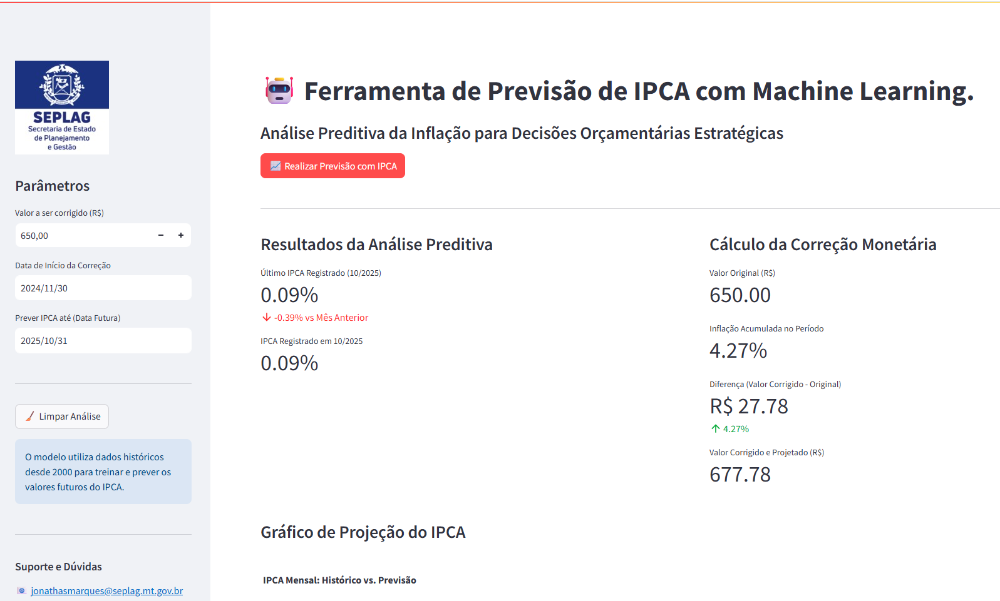 SEPLAG
Secretaria de Estado
de Planejamento
e Gestão
Parâmetros
Valor a ser corrigido (R$)
650,00
Data de Início da Correção
2024/11/30
Prever IPCA até (Data Futura)
2025/10/31
Limpar Análise
O modelo utiliza dados históricos
desde 2000 para treinar e prever os
valores futuros do IPCA.
Suporte e Dúvidas
jonathasmarques@seplag.mt.gov.br
Ferramenta de Previsão de IPCA com Machine Learning.
Análise Preditiva da Inflação para Decisões Orçamentárias Estratégicas
Realizar Previsão com IPCA
Resultados da Análise Preditiva
Último IPCA Registrado (10/2025)
0.09%
-0.39% vs Mês Anterior
IPCA Registrado em 10/2025
0.09%
Cálculo da Correção Monetária
Valor Original (R$)
650.00
Inflação Acumulada no Período
4.27%
Diferença (Valor Corrigido - Original)
R$ 27.78
4.27%
Valor Corrigido e Projetado (R$)
677.78
Gráfico de Projeção do IPCA
IPCA Mensal: Histórico vs. Previsão